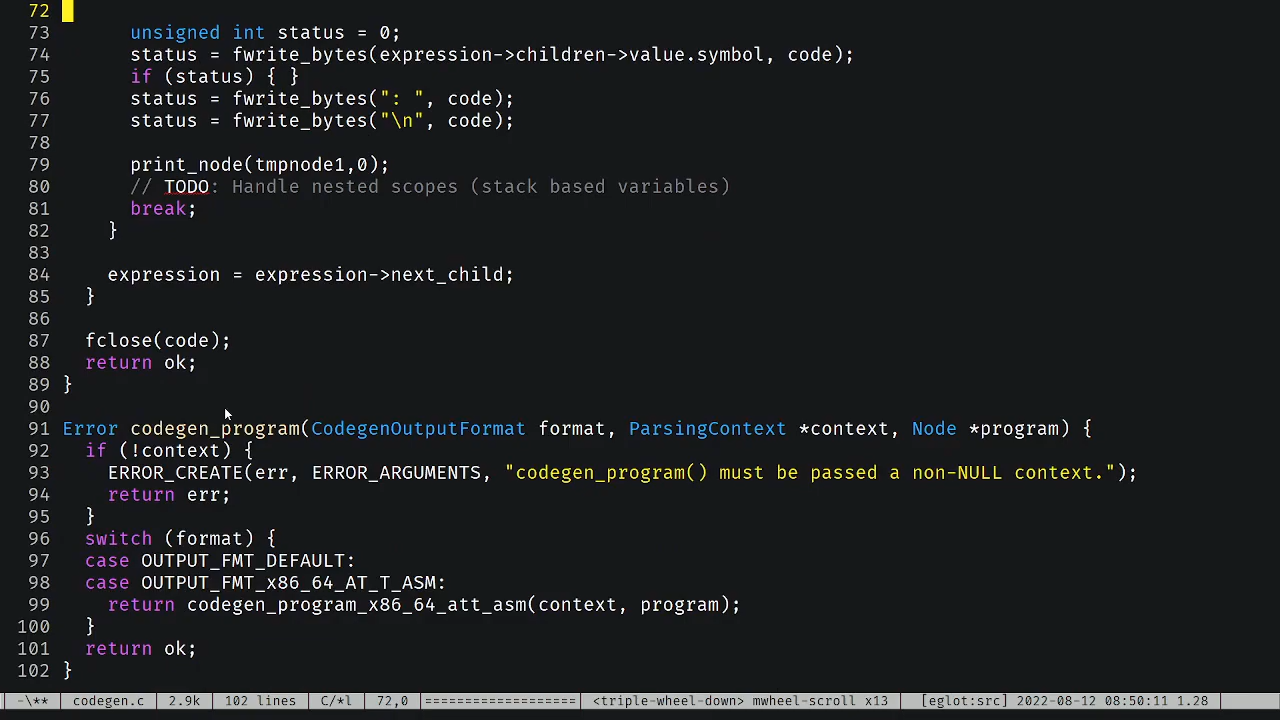 72
73 unsigned int status = 0;
74 status = fwrite_bytes(expression->children->value.symbol, code);
75 if (status) { }
76 status = fwrite_bytes(": ", code);
77 status = fwrite_bytes("\n", code);
78
79 print_node(tmpnode1,0);
80 // TODO: Handle nested scopes (stack based variables)
81 break;
82 }
83
84 expression = expression->next_child;
85 }
86
87 fclose(code);
88 return ok;
89 }
90
91 Error codegen_program(CodegenOutputFormat format, ParsingContext *context, Node *program) {
92 if (!context) {
93 ERROR_CREATE(err, ERROR_ARGUMENTS, "codegen_program() must be passed a non-NULL context.");
94 return err;
95 }
96 switch (format) {
97 case OUTPUT_FMT_DEFAULT:
98 case OUTPUT_FMT_x86_64_AT_T_ASM:
99 return codegen_program_x86_64_att_asm(context, program);
100 }
101 return ok;
102 }
-\** codegen.c 2.9k 102 lines C/*l 72,0 =================== <triple-wheel-down> mwheel-scroll x13 [eglot:src] 2022-08-12 08:50:11 1.28